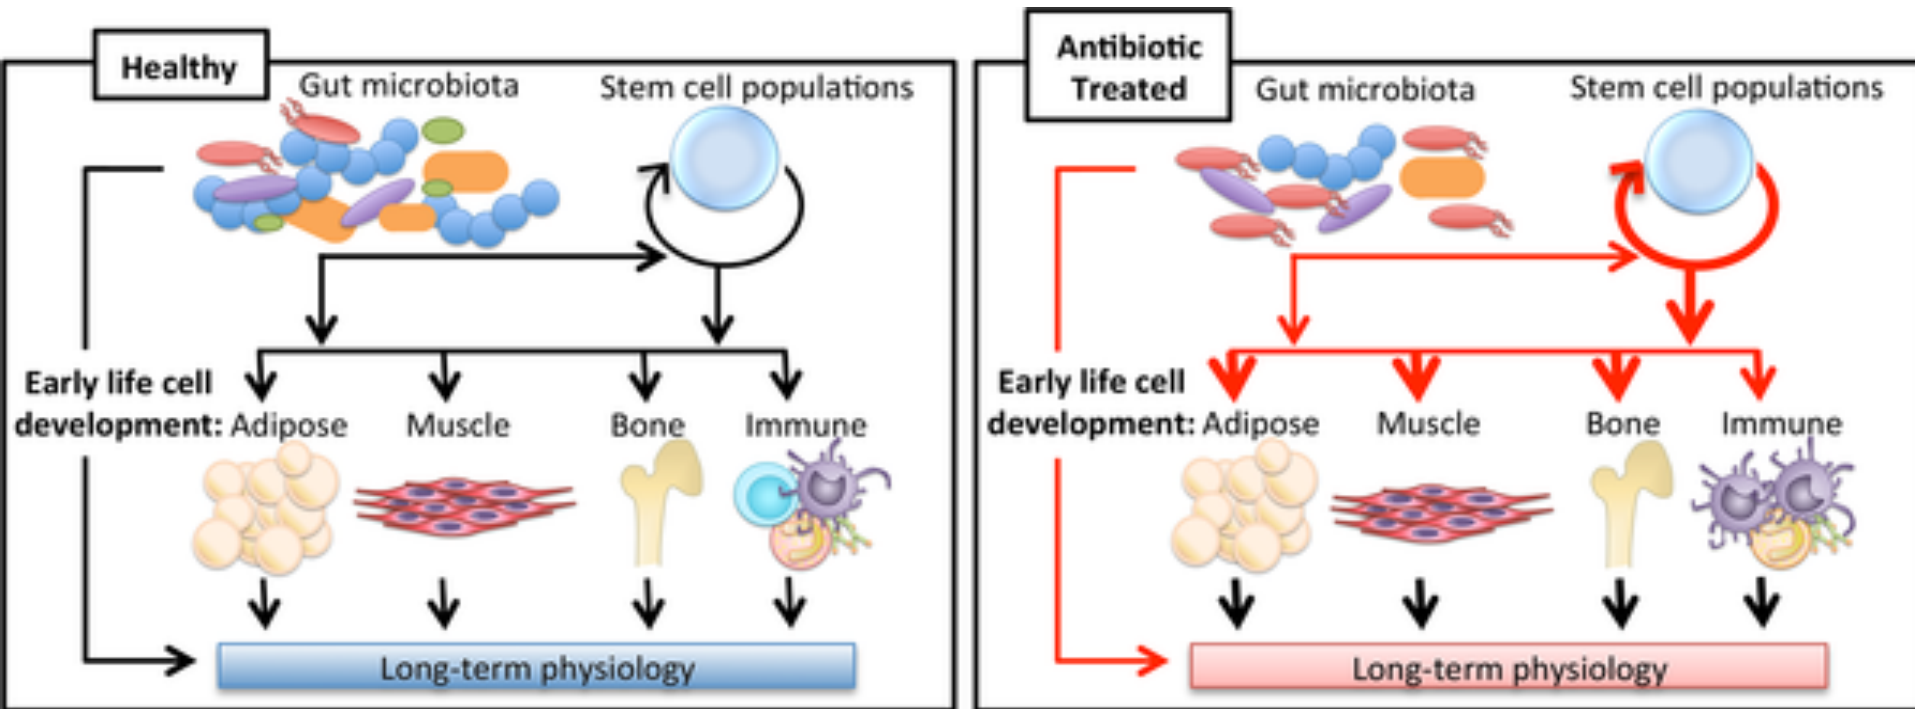 Healthy
Gut microbiota
Stem cell populations
Early life cell
development:
Adipose
Muscle
Bone
Immune
Long-term physiology
Antibiotic
Treated
Gut microbiota
Stem cell populations
Early life cell
development:
Adipose
Muscle
Bone
Immune
Long-term physiology